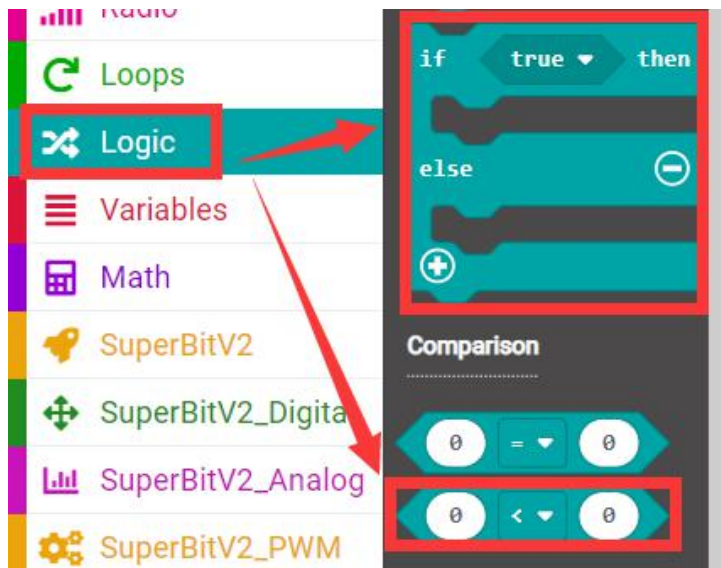 Radio
Loops
Logic
Variables
Math
SuperBitV2
SuperBitV2_Digita
SuperBitV2_Analog
SuperBitV2_PWM
if true then
else
Comparison
0 = 0
0 < 0